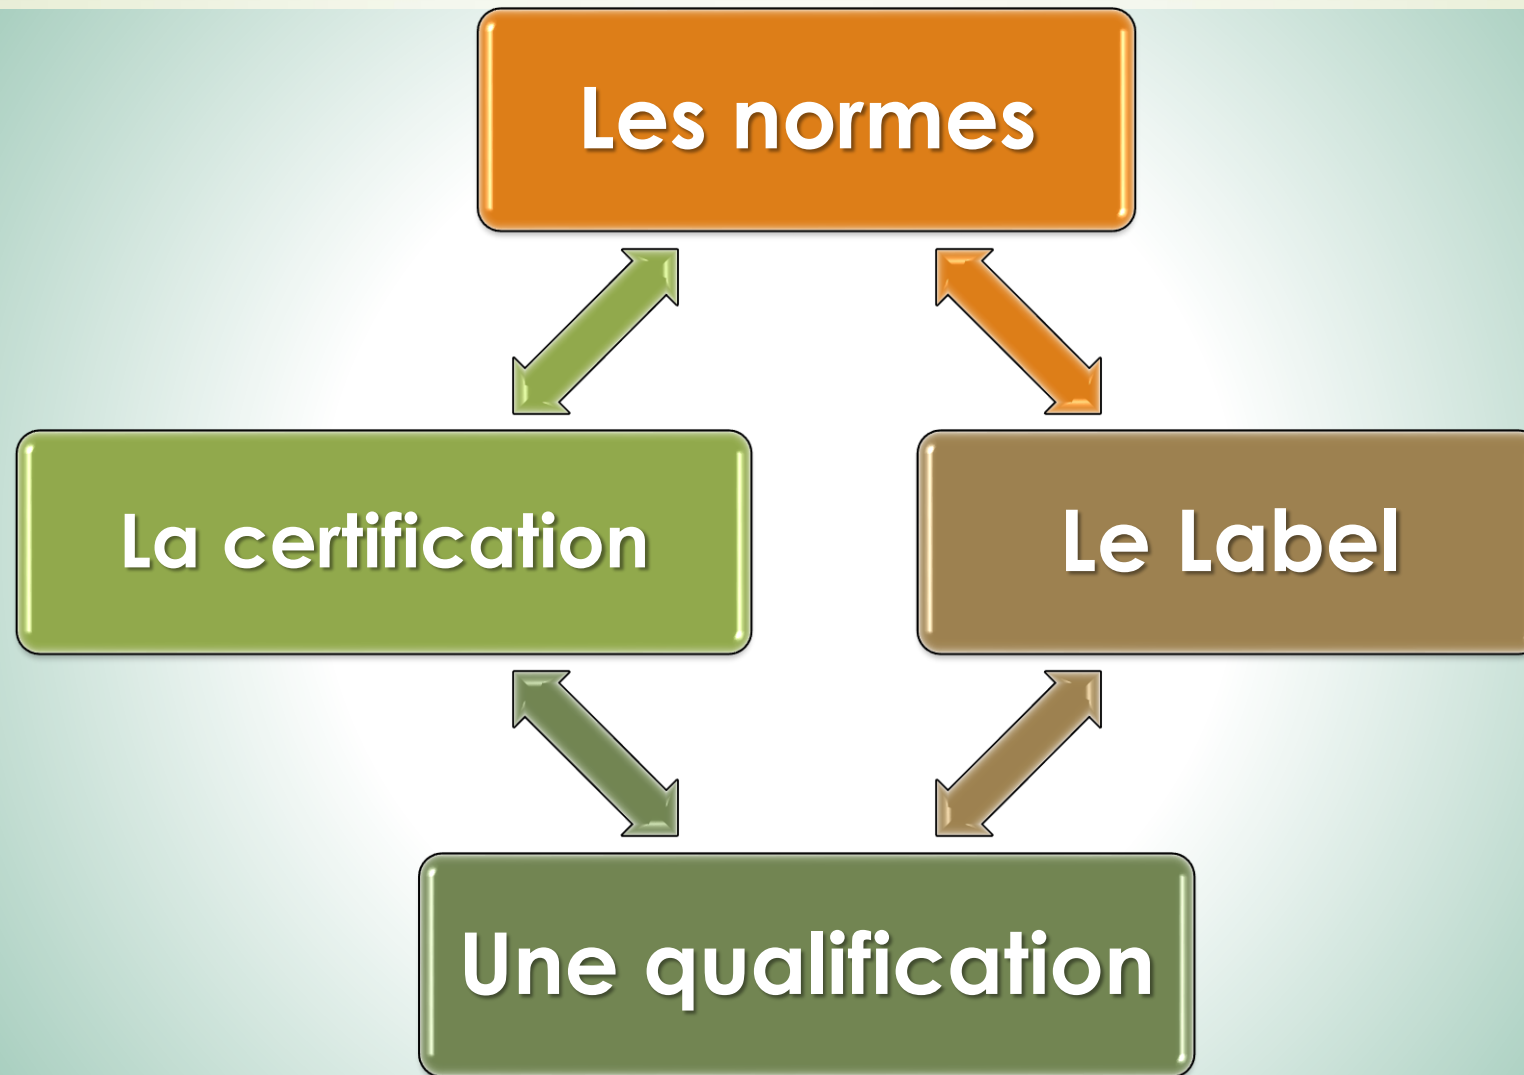 Les normes
La certification
Le Label
Une qualification